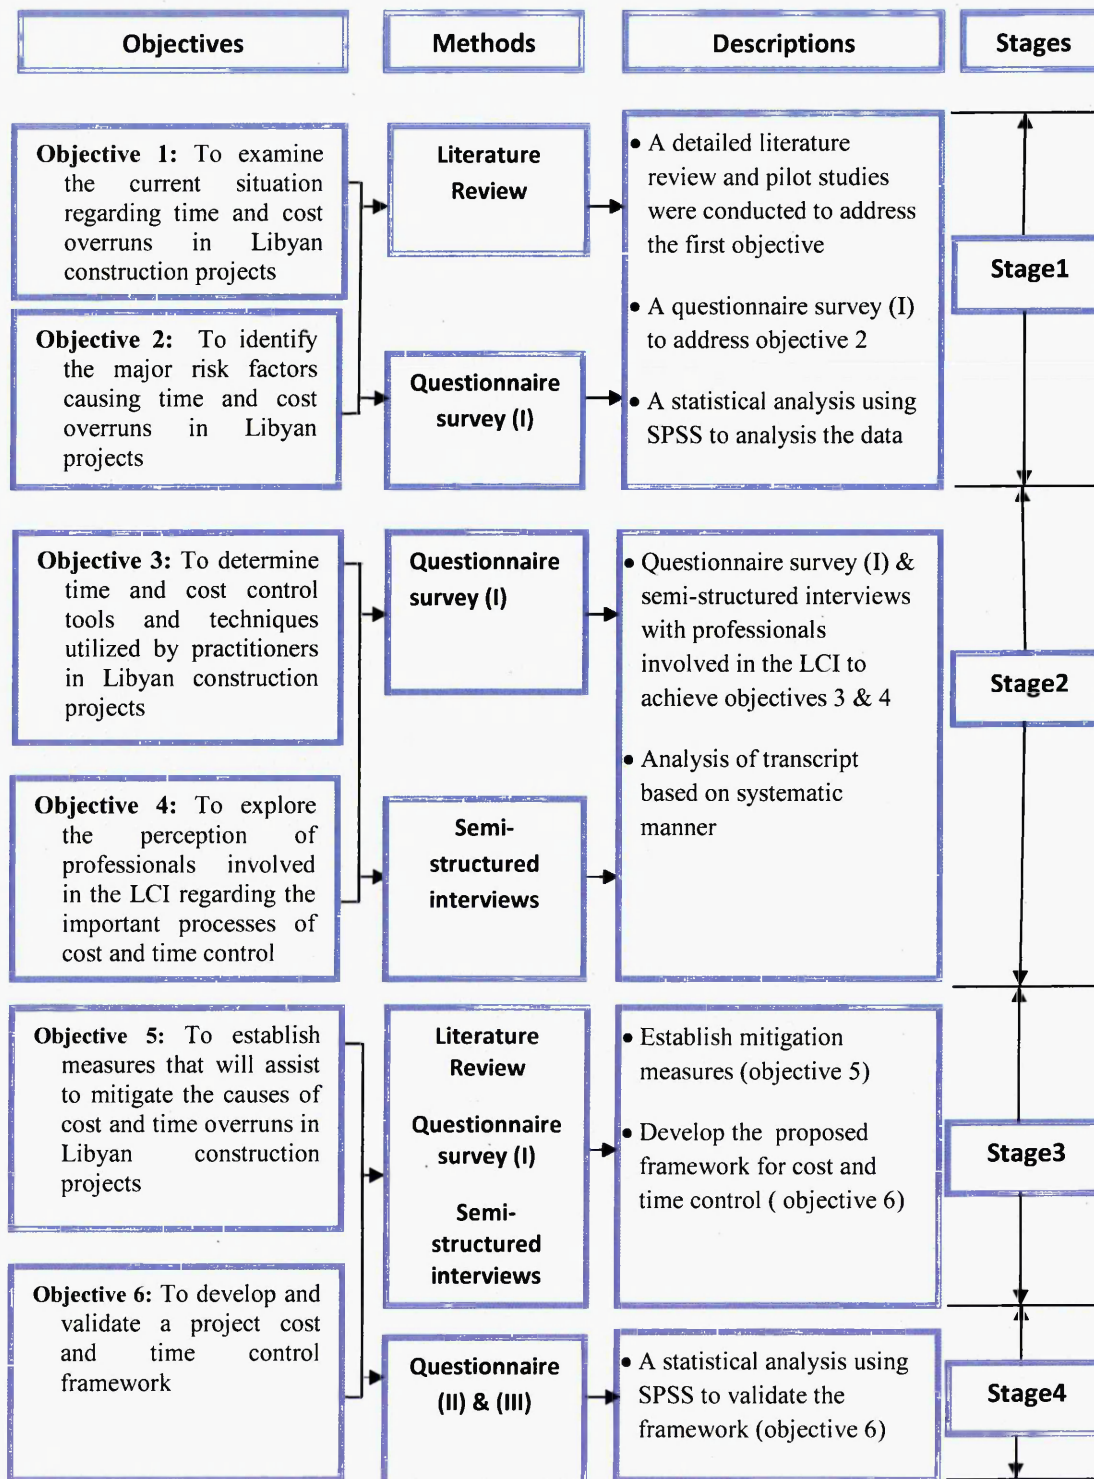 Objectives
Methods
Descriptions
Stages
Objective 1: To examine
the current situation
regarding time and cost
overruns in Libyan
construction projects
Objective 2: To identify
the major risk factors
causing time and cost
overruns in Libyan
projects
Literature
Review
Questionnaire
survey (I)
• A detailed literature
review and pilot studies
were conducted to address
the first objective
• A questionnaire survey (I)
to address objective 2
• A statistical analysis using
SPSS to analysis the data
Stage1
Objective 3: To determine
time and cost control
tools and techniques
utilized by practitioners
in Libyan construction
projects
Objective 4: To explore
the perception of
professionals involved
in the LCI regarding the
important processes of
cost and time control
Questionnaire
survey (I)
Semi-
structured
interviews
• Questionnaire survey (I) &
semi-structured interviews
with professionals
involved in the LCI to
achieve objectives 3 & 4
• Analysis of transcript
based on systematic
manner
Stage2
Objective 5: To establish
measures that will assist
to mitigate the causes of
cost and time overruns in
Libyan construction
projects
Objective 6: To develop and
validate a project cost
and time control
framework
Literature
Review
Questionnaire
survey (I)
Semi-
structured
interviews
• Establish mitigation
measures (objective 5)
• Develop the proposed
framework for cost and
time control ( objective 6)
Stage3
Questionnaire
(II) & (III)
• A statistical analysis using
SPSS to validate the
framework (objective 6)
Stage4